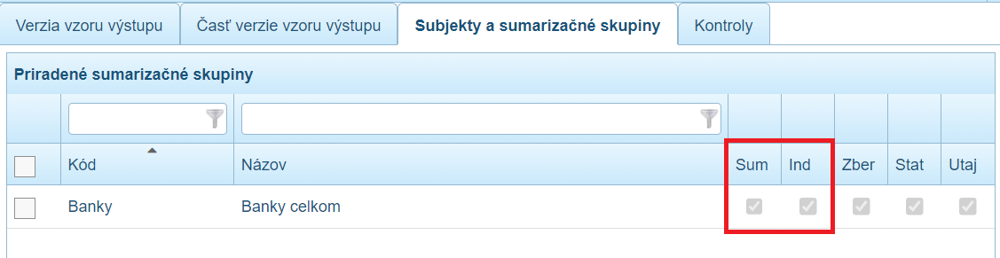 Verzia vzoru výstupu Časť verzie vzoru výstupu Subjekty a sumarizačné skupiny Kontroly
Priradené sumarizačné skupiny
Kód Názov Sum Ind Zber Stat Utaj
Banky Banky celkom